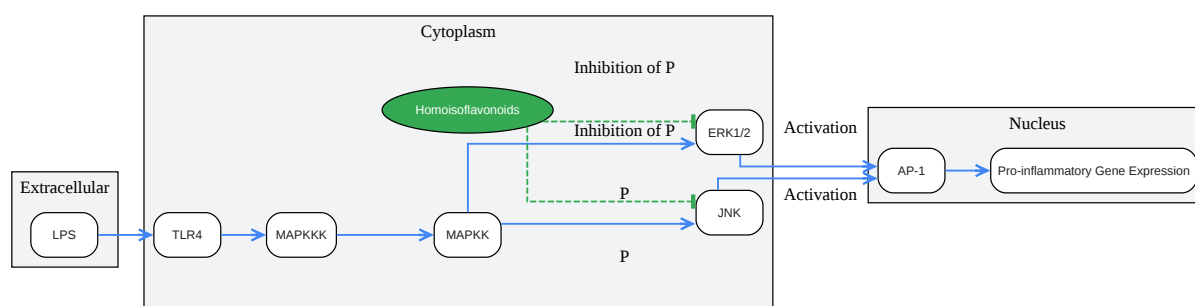 Cytoplasm
Inhibition of P
Homoisoflavonoids
Inhibition of P
ERK1/2
Activation
Nucleus
AP-1
Pro-inflammatory Gene Expression
Extracellular
P
Activation
JNK
LPS
TLR4
MAPKKK
MAPKK
P